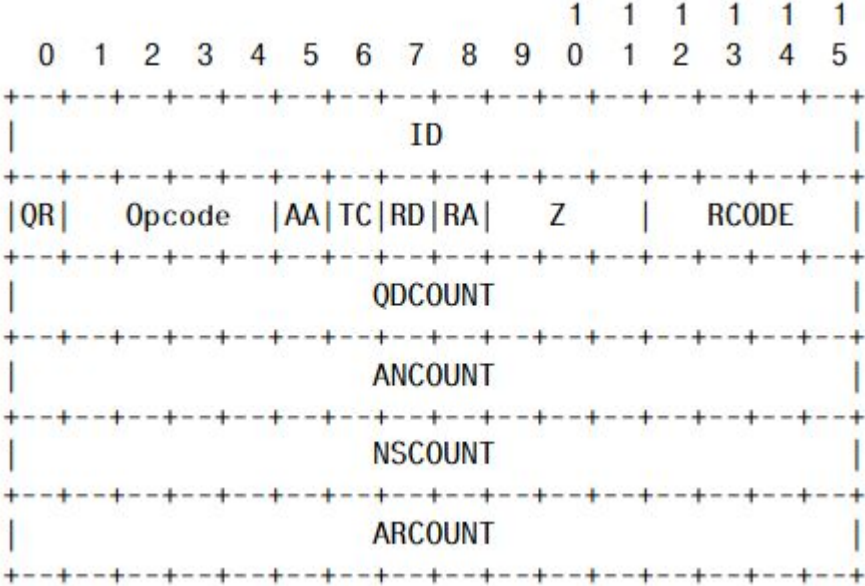 1  1  1  1  1  1
  0  1  2  3  4  5  6  7  8  9  0  1  2  3  4  5
+--+--+--+--+--+--+--+--+--+--+--+--+--+--+--+--+
|                      ID                       |
+--+--+--+--+--+--+--+--+--+--+--+--+--+--+--+--+
|QR|   Opcode  |AA|TC|RD|RA|   Z    |   RCODE   |
+--+--+--+--+--+--+--+--+--+--+--+--+--+--+--+--+
|                    QDCOUNT                    |
+--+--+--+--+--+--+--+--+--+--+--+--+--+--+--+--+
|                    ANCOUNT                    |
+--+--+--+--+--+--+--+--+--+--+--+--+--+--+--+--+
|                    NSCOUNT                    |
+--+--+--+--+--+--+--+--+--+--+--+--+--+--+--+--+
|                    ARCOUNT                    |
+--+--+--+--+--+--+--+--+--+--+--+--+--+--+--+--+